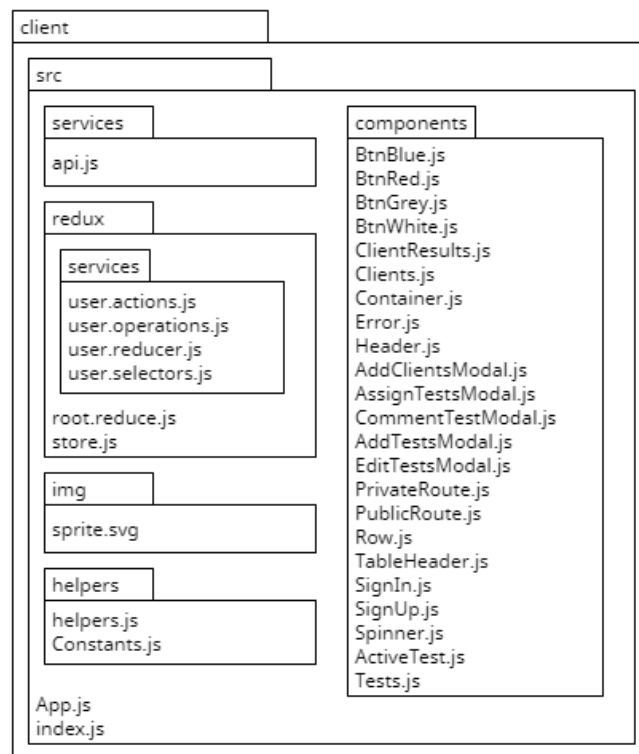 client
src
services
api.js
redux
services
user.actions.js
user.operations.js
user.reducer.js
user.selectors.js
root.reduce.js
store.js
img
sprite.svg
helpers
helpers.js
Constants.js
components
BtnBlue.js
BtnRed.js
BtnGrey.js
BtnWhite.js
ClientResults.js
Clients.js
Container.js
Error.js
Header.js
AddClientsModal.js
AssignTestsModal.js
CommentTestModal.js
AddTestsModal.js
EditTestsModal.js
PrivateRoute.js
PublicRoute.js
Row.js
TableHeader.js
SignIn.js
SignUp.js
Spinner.js
ActiveTest.js
Tests.js
App.js
index.js